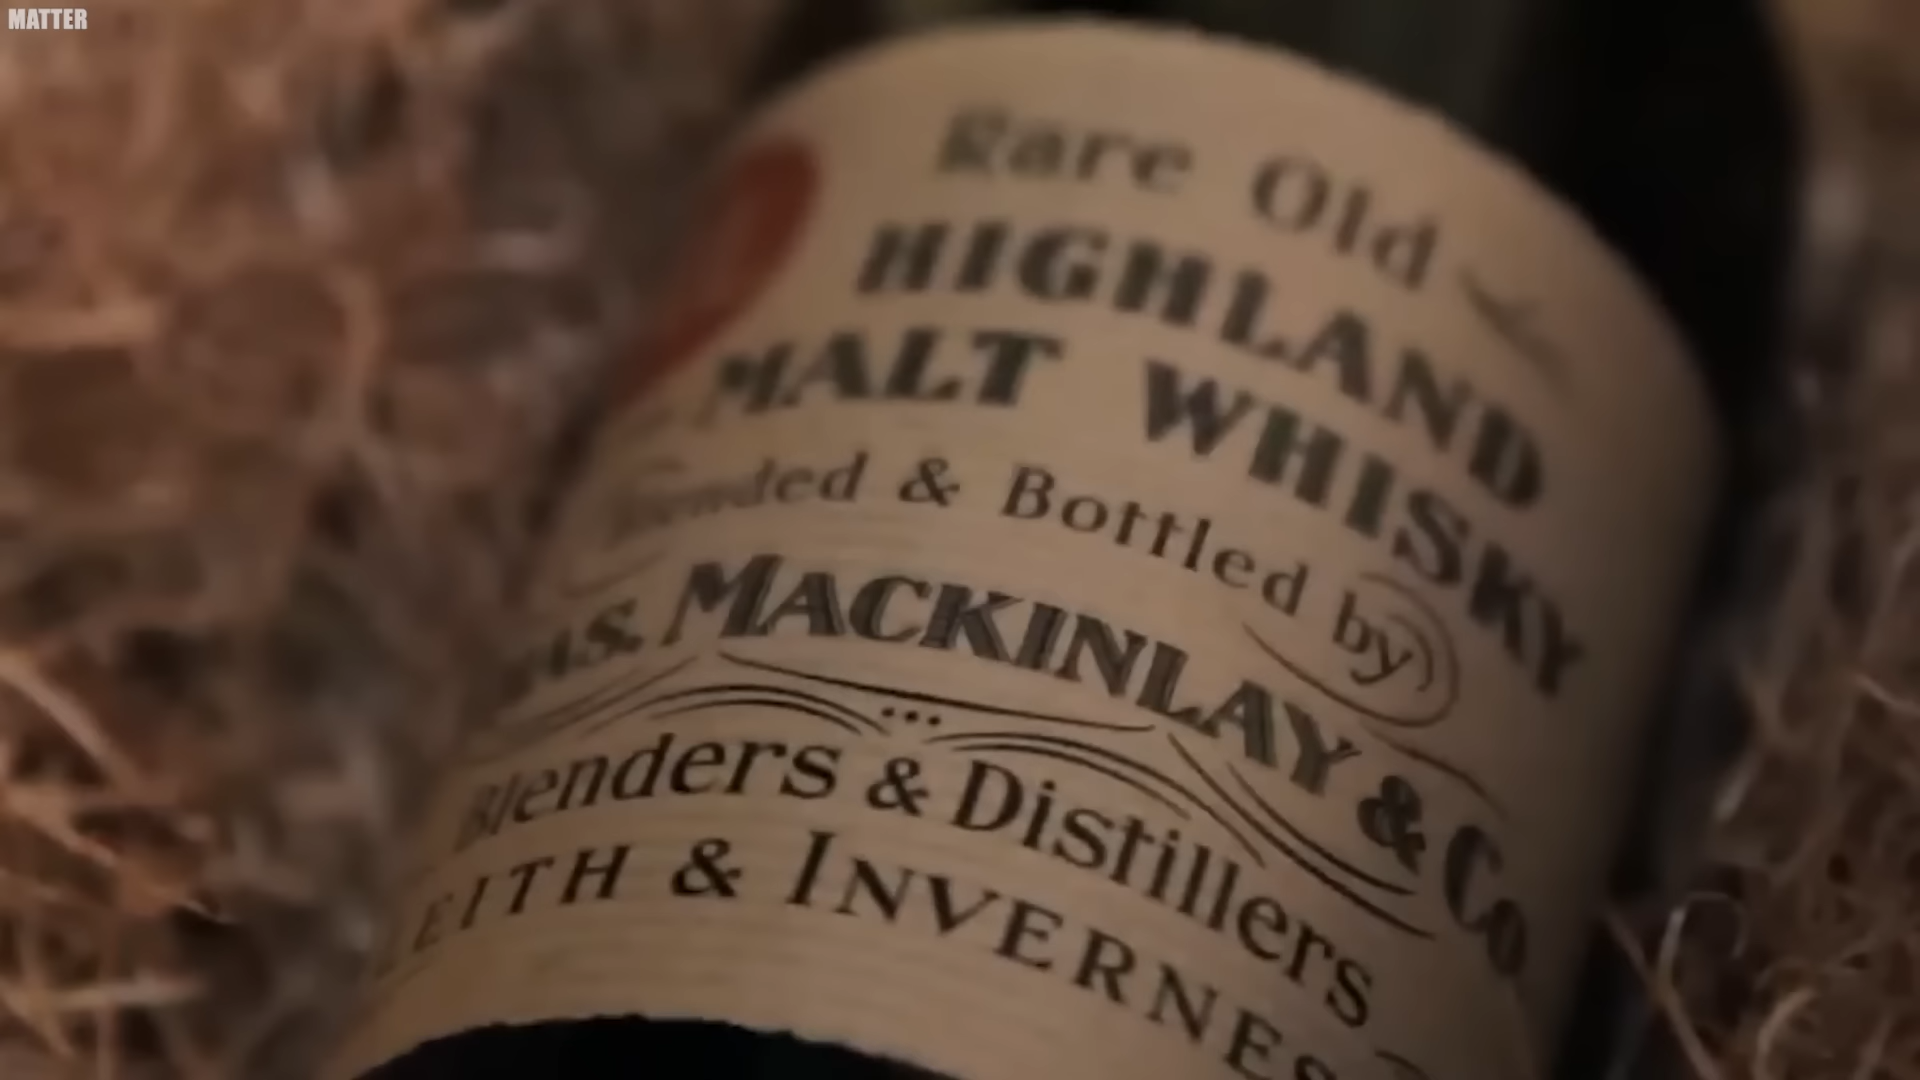 MATTER
Rare Old
HIGHLAND
MALT WHISKY
& Bottled by
MACKINLAY & Co
Blenders & Distillers
& INVERNES